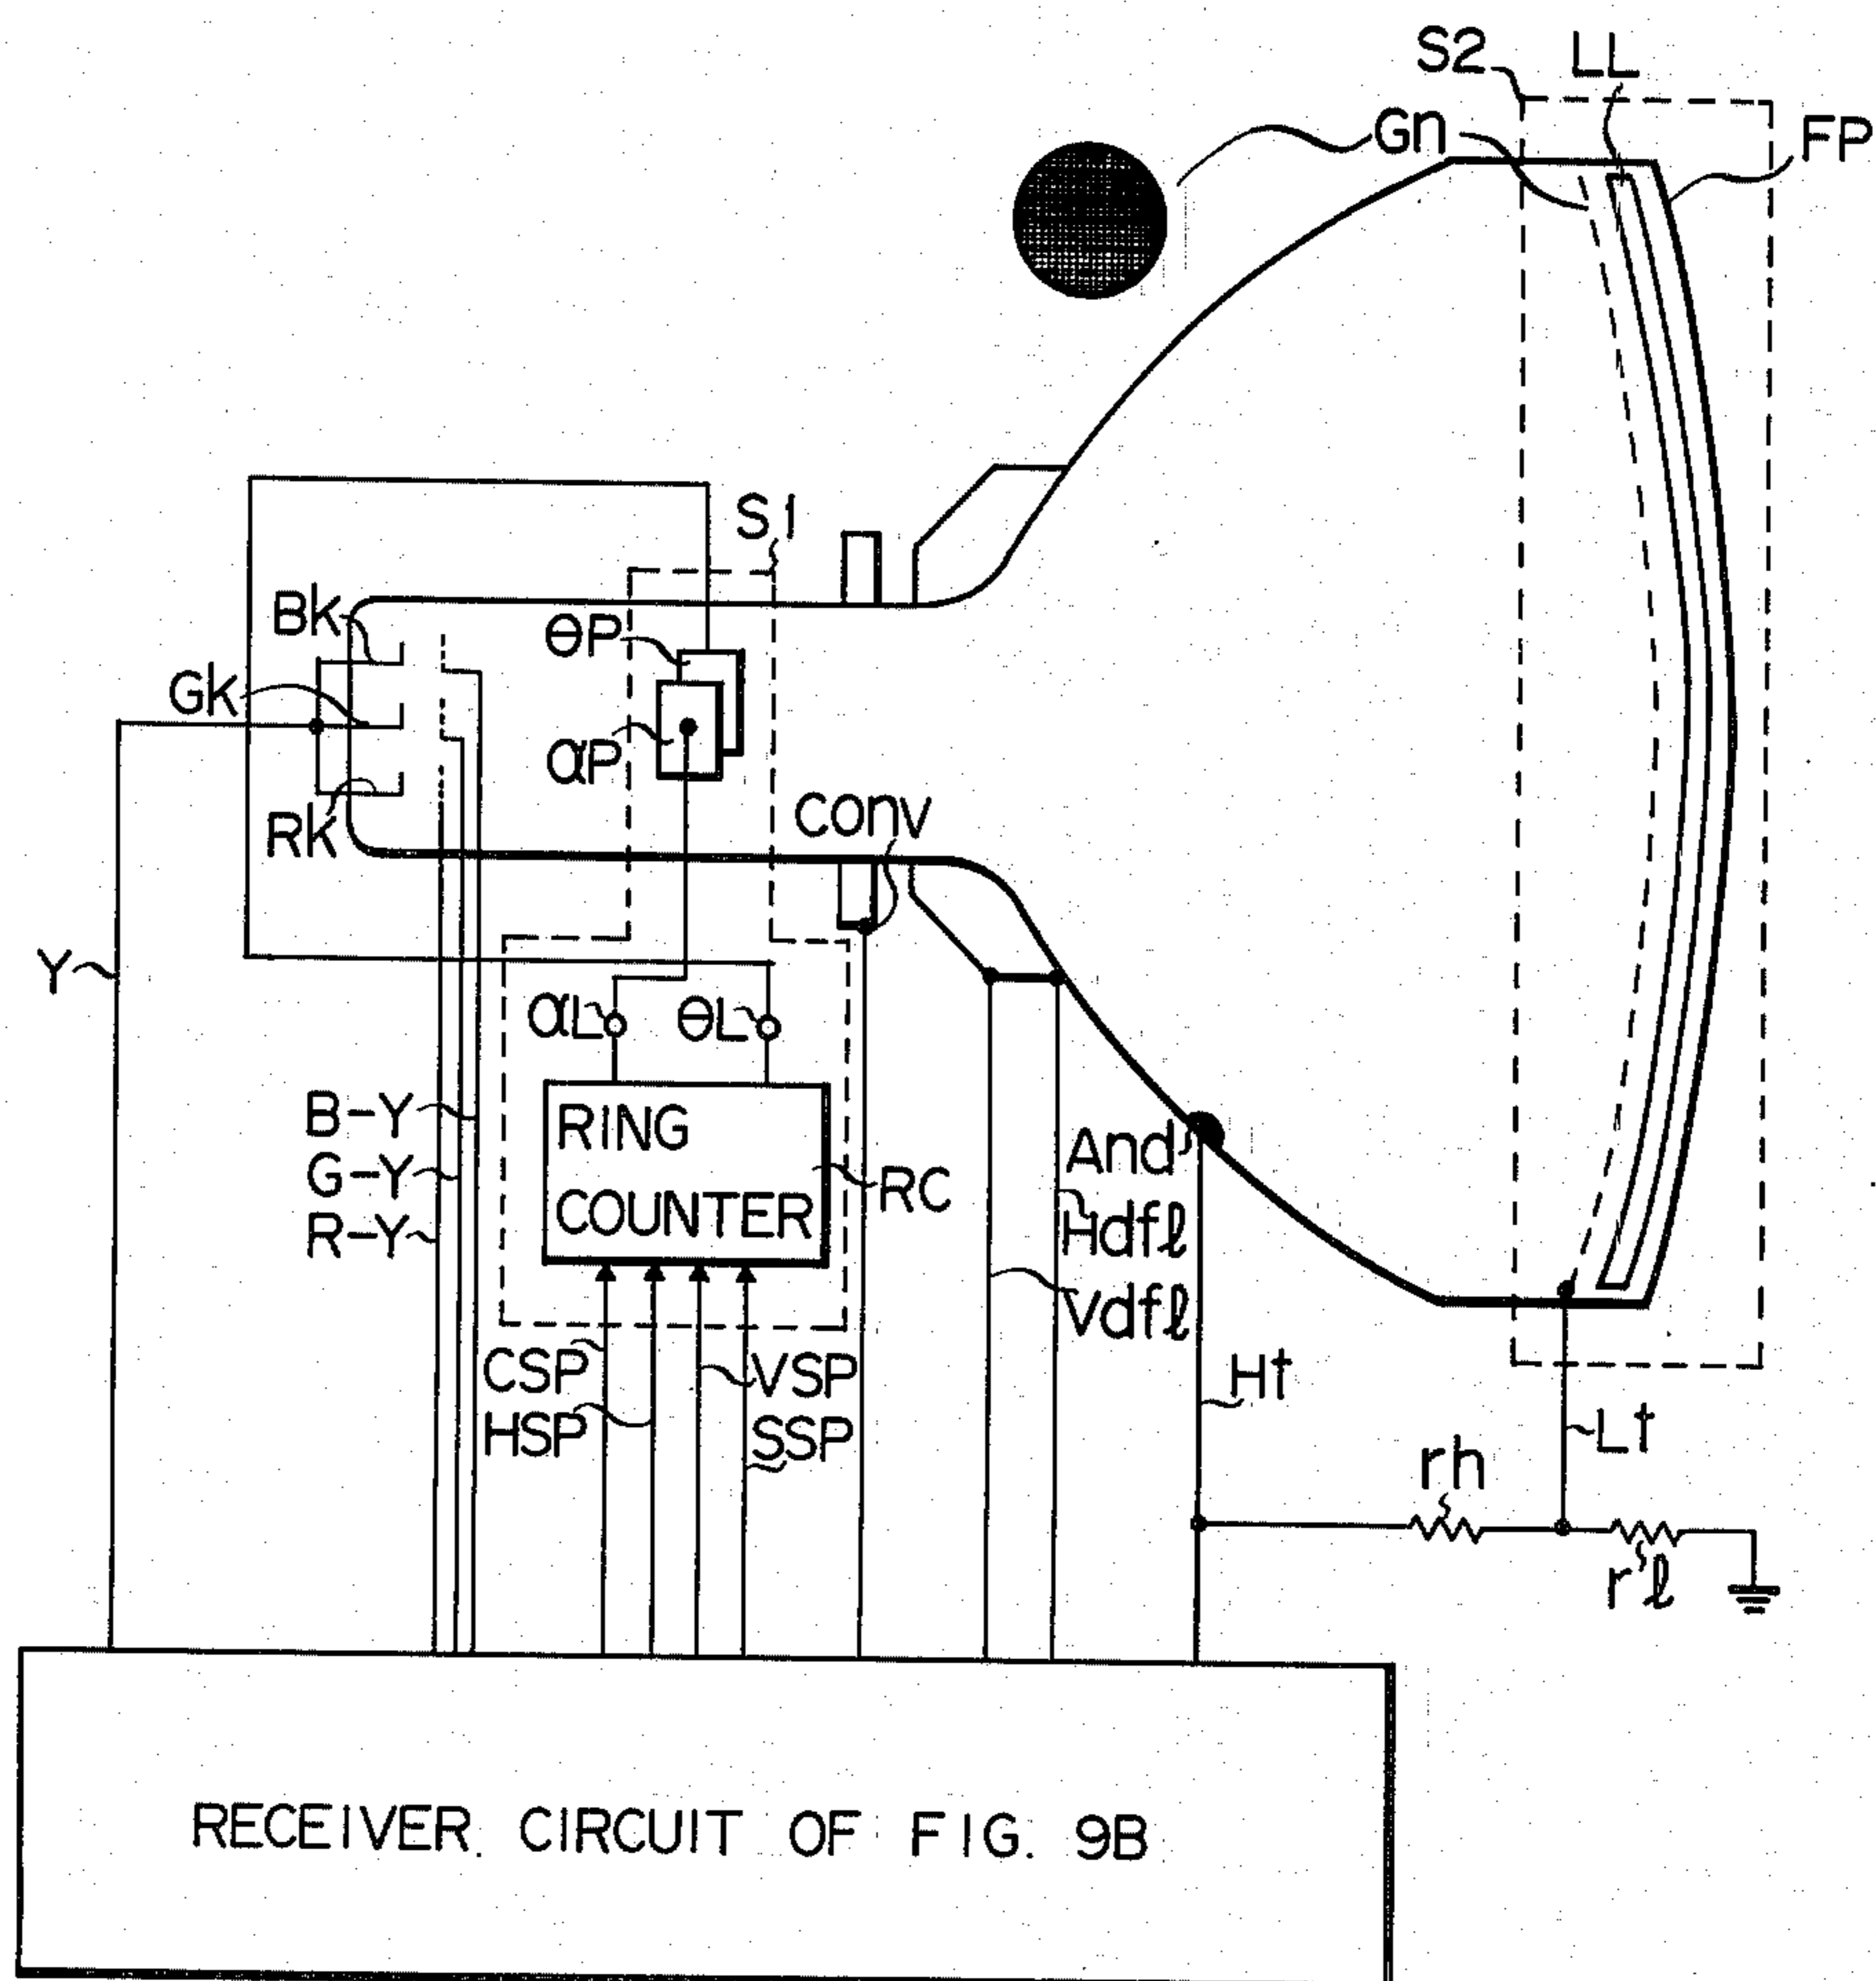 S2
LL
Gn
FP
S1
Bk
ΘP
Gk
αP
Rk
Conv
Y
αL
ΘL
B-Y
G-Y
R-Y
RING
COUNTER
RC
And
Hdfℓ
Vdfℓ
CSP
VSP
HSP
SSP
Ht
Lt
rh
rℓ
RECEIVER CIRCUIT OF FIG. 9B